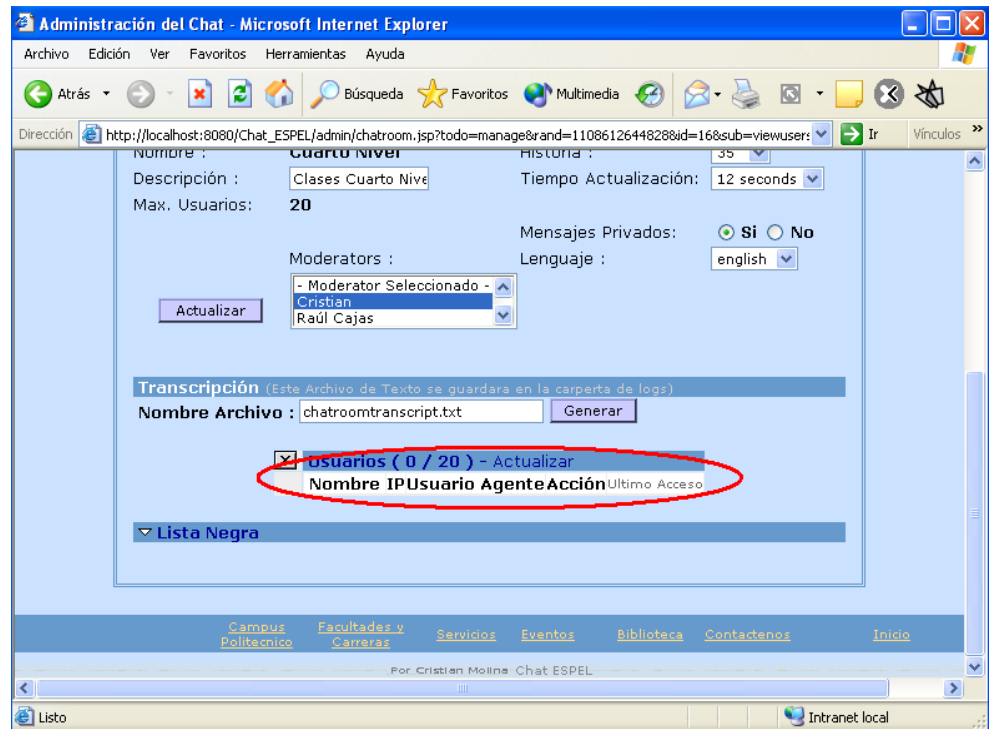 Administración del Chat - Microsoft Internet Explorer
Archivo Edición Ver Favoritos Herramientas Ayuda
Atrás Búsqueda Favoritos Multimedia
Dirección http://localhost:8080/Chat_ESPEL/admin/chatroom.jsp?todo=manage&rand=1108612644828&id=16&sub=viewusers Ir Vínculos »
Nombre : Cuarto Nivel Historia : 35
Descripción : Clases Cuarto Nive Tiempo Actualización: 12 seconds
Max. Usuarios: 20
Mensajes Privados: Si No
Moderators : Lenguaje : english
- Moderator Seleccionado -
Cristian
Actualizar
Raúl Cajas
Transcripción (Este Archivo de Texto se guardara en la carperta de logs)
Nombre Archivo : chatroomtranscript.txt Generar
X Usuarios ( 0 / 20 ) - Actualizar
Nombre IPUsuario AgenteAcciónUltimo Acceso
Lista Negra
Campus Politecnico Facultades y Carreras Servicios Eventos Biblioteca Contactenos Inicio
Por Cristian Molina Chat ESPEL
Listo Intranet local